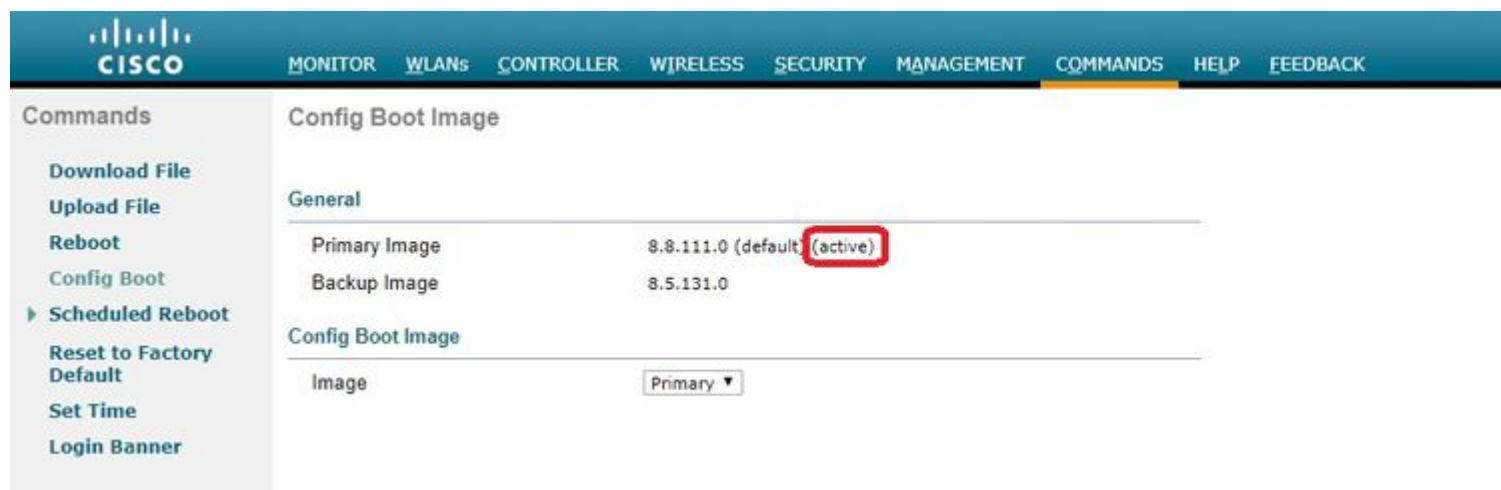 CISCO
MONITOR WLANs CONTROLLER WIRELESS SECURITY MANAGEMENT COMMANDS HELP FEEDBACK
Commands
Download File
Upload File
Reboot
Config Boot
Scheduled Reboot
Reset to Factory
Default
Set Time
Login Banner
Config Boot Image
General
Primary Image 8.8.111.0 (default) (active)
Backup Image 8.5.131.0
Config Boot Image
Image Primary